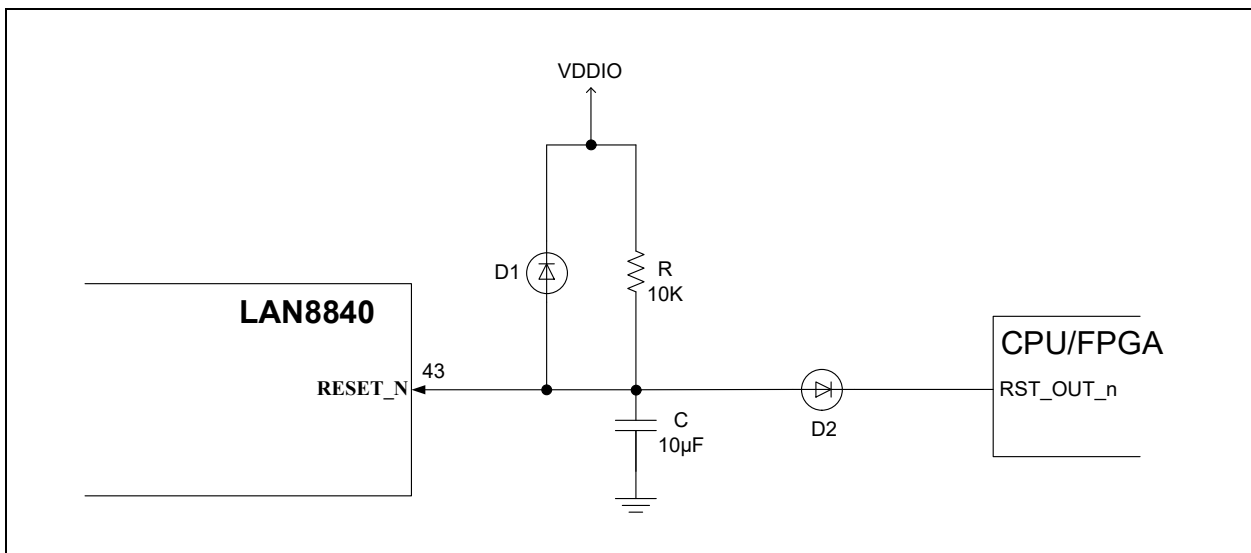 VDDIO
D1
R
10K
LAN8840
CPU/FPGA
43
RESET_N
RST_OUT_n
C
10µF
D2